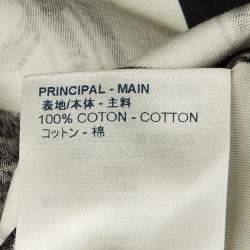 PRINCIPAL - MAIN
表地/本体 - 主料
100% COTON - COTTON
コットン - 棉